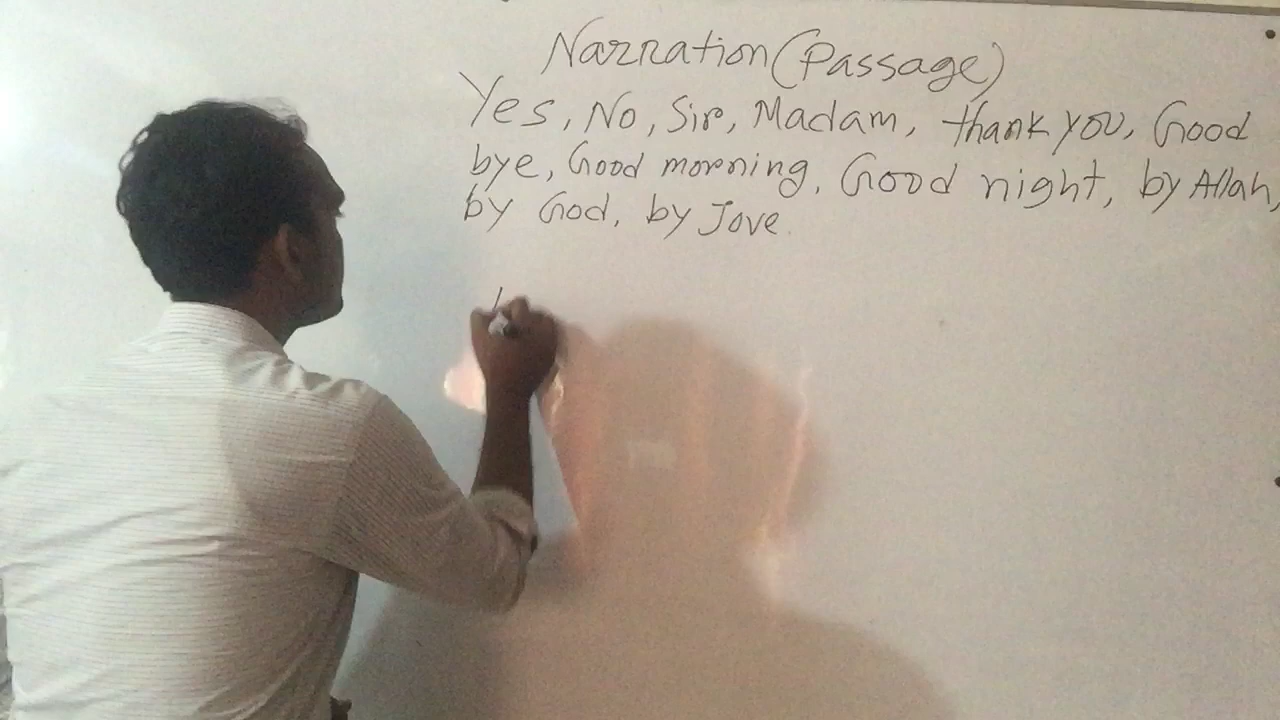 Narration (Passage)
Yes, No, Sir, Madam, thank you, Good
bye, Good morning, Good night, by Allah,
by God, by Jove.